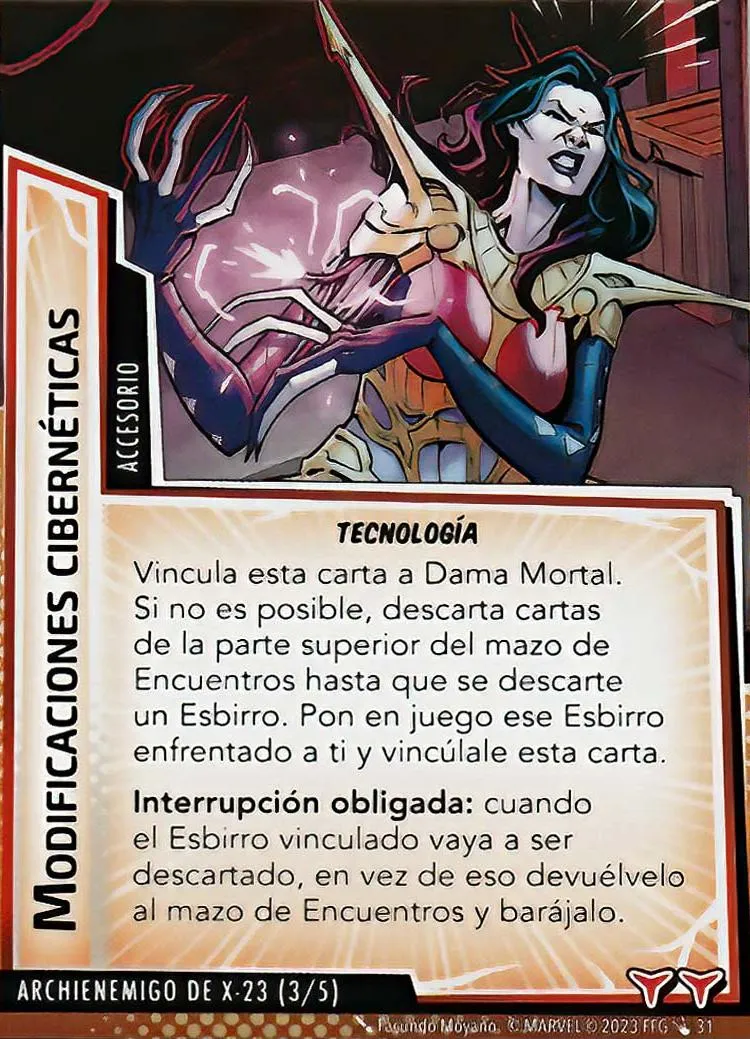 MODIFICACIONES CIBERNÉTICAS
ACCESORIO
TECNOLOGÍA
Vincula esta carta a Dama Mortal.
Si no es posible, descarta cartas
de la parte superior del mazo de
Encuentros hasta que se descarte
un Esbirro. Pon en juego ese Esbirro
enfrentado a ti y vincúlale esta carta.
Interrupción obligada: cuando
el Esbirro vinculado vaya a ser
descartado, en vez de eso devuélvelo
al mazo de Encuentros y barájalo.
ARCHIENEMIGO DE X-23 (3/5)
Facundo Moyano. © MARVEL © 2023 FFG 31